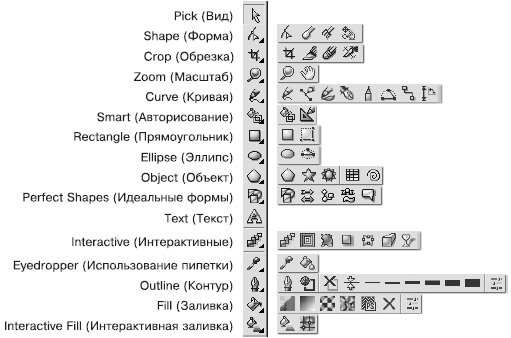 Pick (Вид)
Shape (Форма)
Crop (Обрезка)
Zoom (Масштаб)
Curve (Кривая)
Smart (Авторисование)
Rectangle (Прямоугольник)
Ellipse (Эллипс)
Object (Объект)
Perfect Shapes (Идеальные формы)
Text (Текст)
Interactive (Интерактивные)
Eyedropper (Использование пипетки)
Outline (Контур)
Fill (Заливка)
Interactive Fill (Интерактивная заливка)